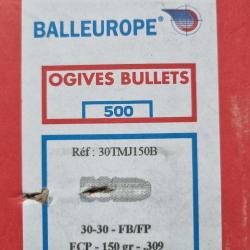 BALLEUROPE®
OGIVES BULLETS
500
Réf : 30TMJ150B
30-30 - FB/FP
FCP - 150 gr - .309